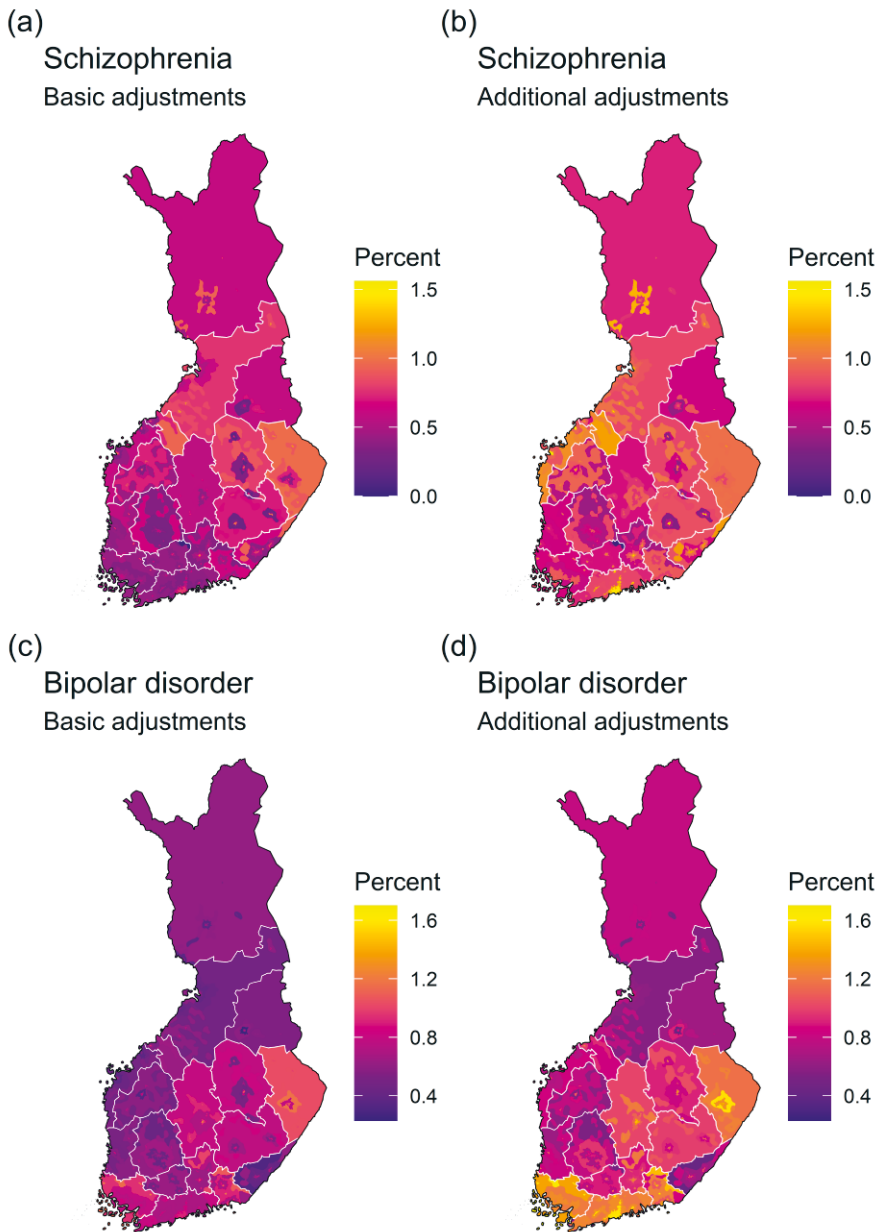 (a)
Schizophrenia
Basic adjustments
Percent
1.5
1.0
0.5
0.0
(b)
Schizophrenia
Additional adjustments
Percent
1.5
1.0
0.5
0.0
(c)
Bipolar disorder
Basic adjustments
Percent
1.6
1.2
0.8
0.4
(d)
Bipolar disorder
Additional adjustments
Percent
1.6
1.2
0.8
0.4